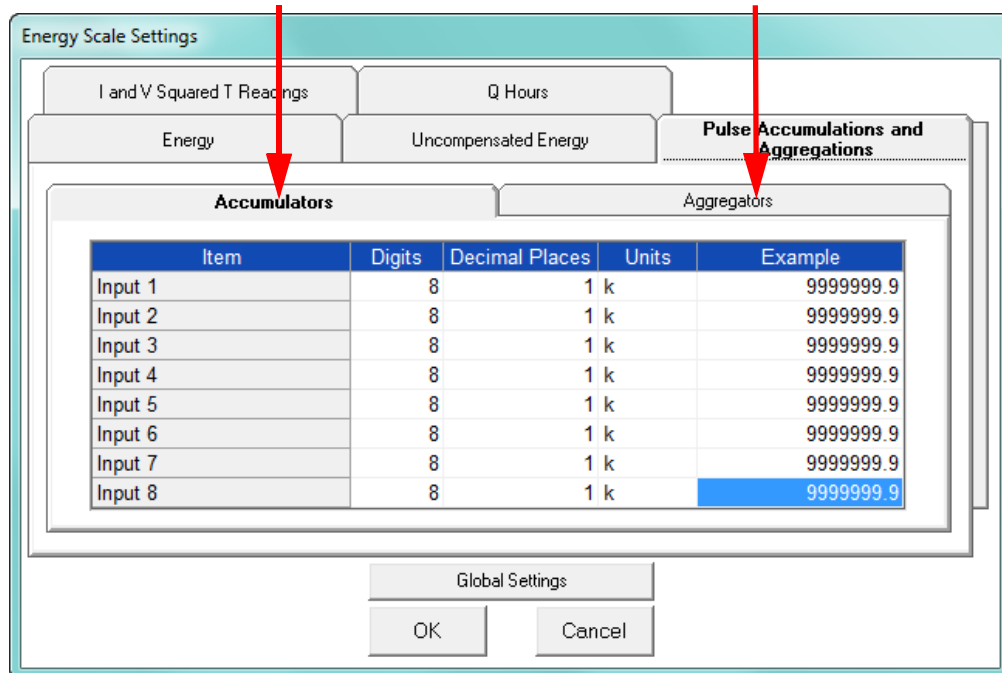 Energy Scale Settings
I and V Squared T Readings Q Hours
Energy Uncompensated Energy Pulse Accumulations and
Aggregations
Accumulators Aggregators
Item Digits Decimal Places Units Example
Input 1 8 1 k 9999999.9
Input 2 8 1 k 9999999.9
Input 3 8 1 k 9999999.9
Input 4 8 1 k 9999999.9
Input 5 8 1 k 9999999.9
Input 6 8 1 k 9999999.9
Input 7 8 1 k 9999999.9
Input 8 8 1 k 9999999.9
Global Settings
OK Cancel